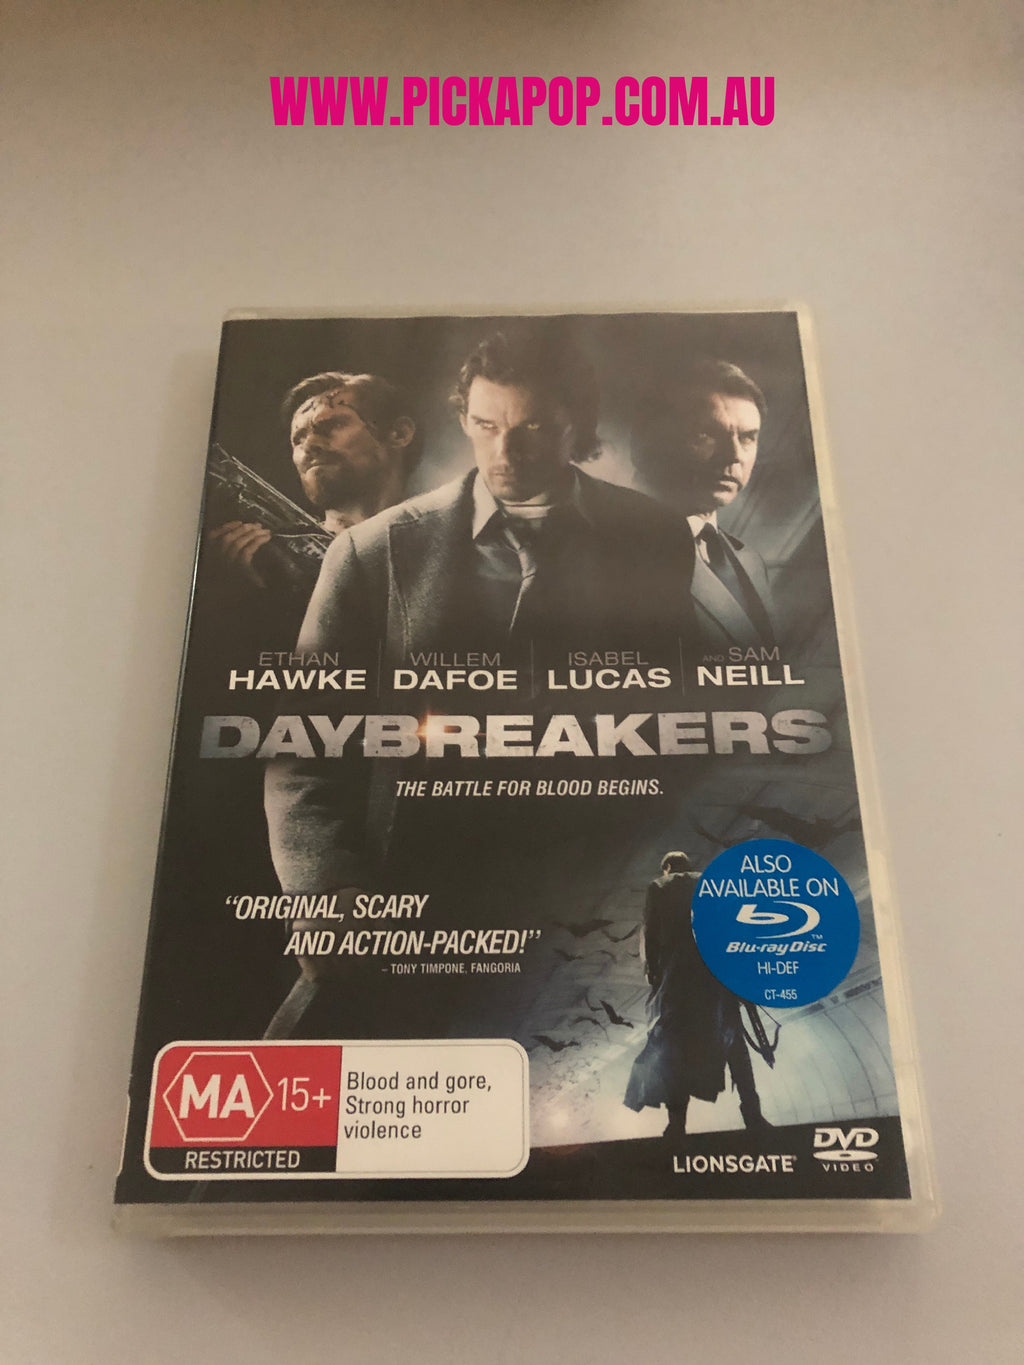 WWW.PICKAPOP.COM.AU
ETHAN HAWKE
WILLEM DAFOE
ISABEL LUCAS
AND SAM NEILL
DAYBREAKERS
THE BATTLE FOR BLOOD BEGINS.
"ORIGINAL, SCARY
AND ACTION-PACKED!"
– TONY TIMPONE, FANGORIA
ALSO
AVAILABLE ON
Blu-ray Disc™
HI-DEF
CT-455
MA 15+
RESTRICTED
Blood and gore,
Strong horror
violence
LIONSGATE®
DVD
VIDEO